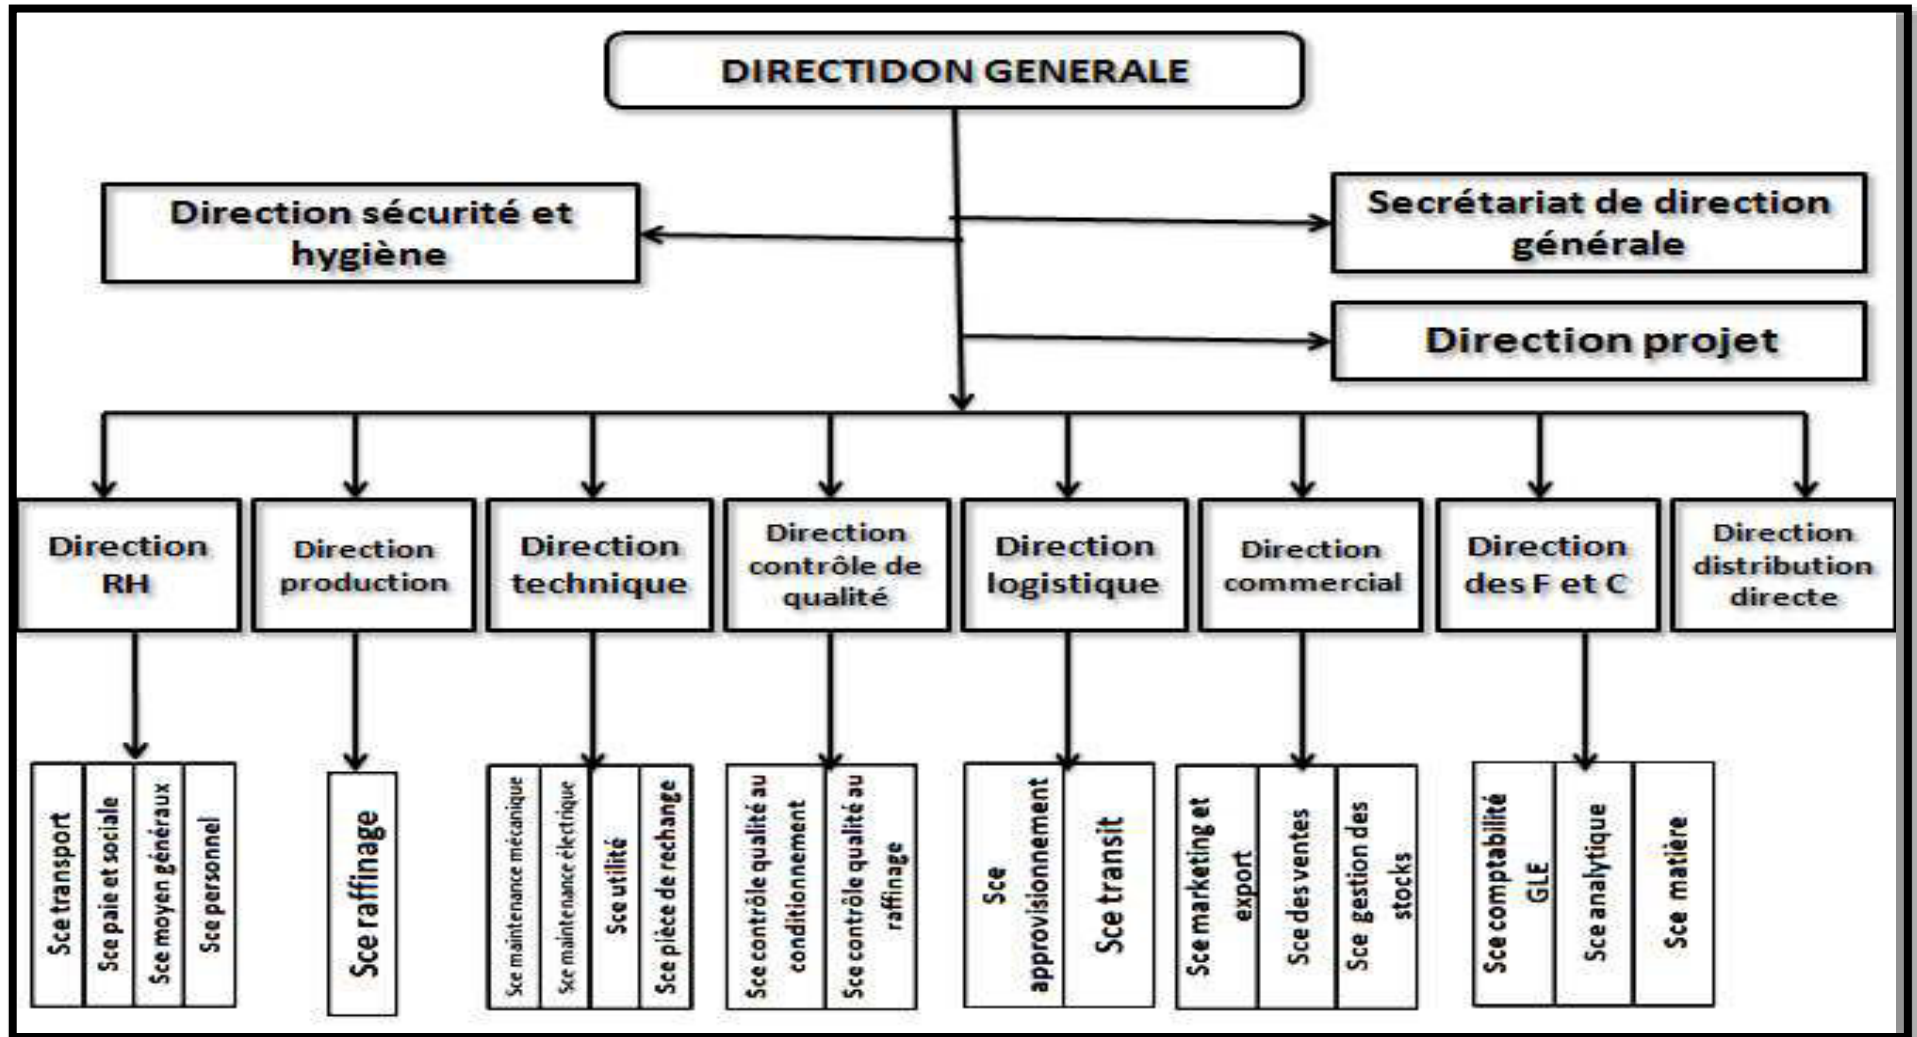 DIRECTIDON GENERALE
Direction sécurité et
hygiène
Secrétariat de direction
générale
Direction projet
Direction
RH
Direction
production
Direction
technique
Direction
contrôle de
qualité
Direction
logistique
Direction
commercial
Direction
des F et C
Direction
distribution
directe
Sce transport
Sce paie et sociale
Sce moyen généraux
Sce personnel
Sce raffinage
Sce maintenance mécanique
Sce maintenance électrique
Sce utilité
Sce pièce de rechange
Sce contrôle qualité au
conditionnement
Sce contrôle qualité au
raffinage
Sce
approvisionnement
Sce transit
Sce marketing et
export
Sce des ventes
Sce gestion des
stocks
Sce comptabilité
GLE
Sce analytique
Sce matière